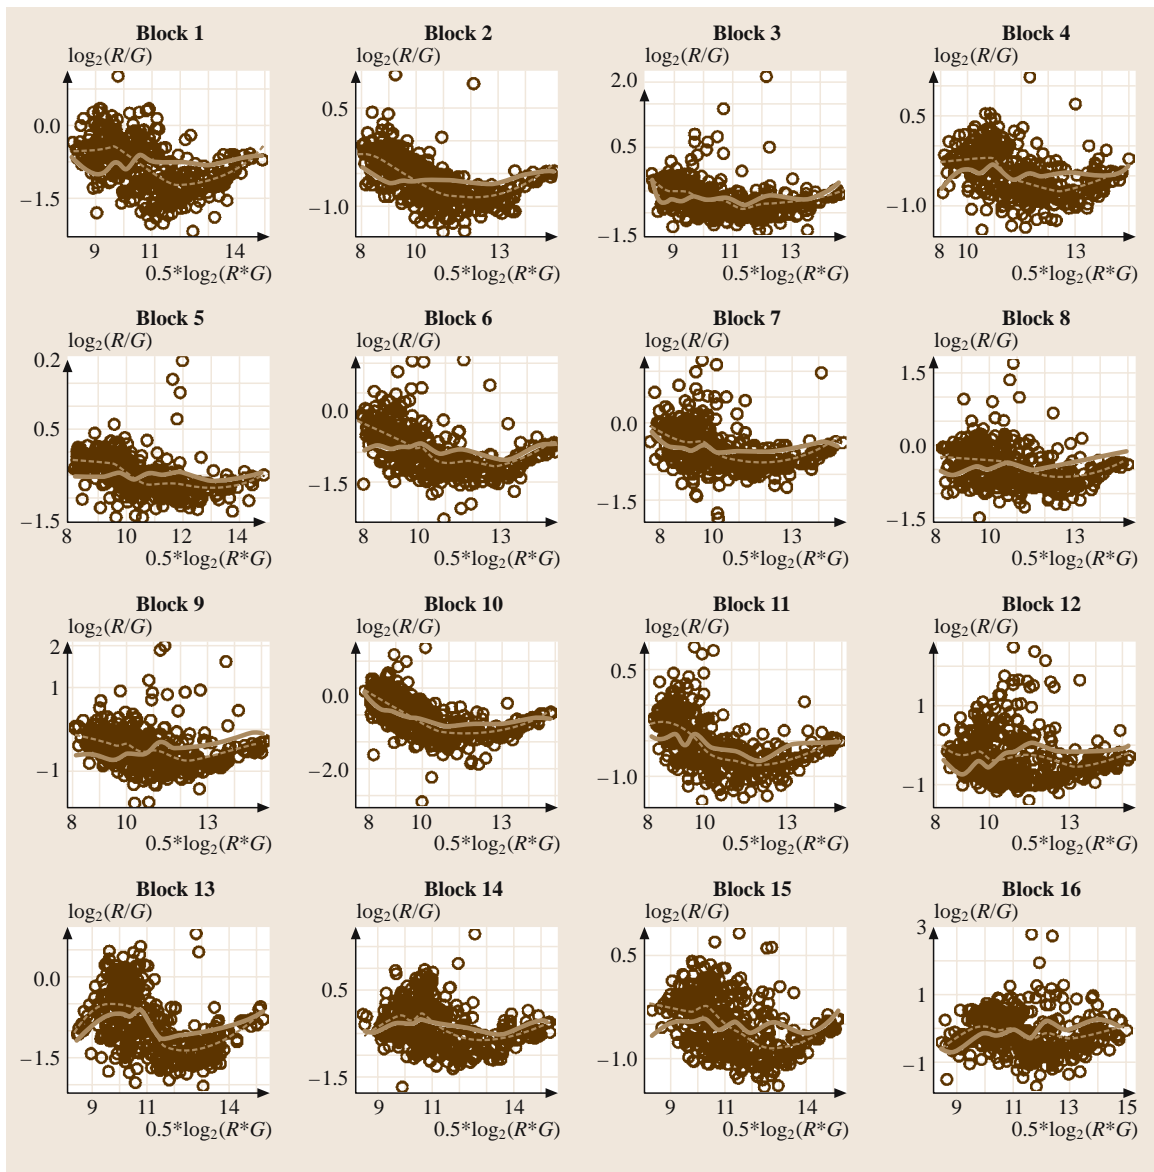 Block 1 Block 2 Block 3 Block 4
log₂(R/G) log₂(R/G) log₂(R/G) log₂(R/G)
0.0 −1.5 0.5 −1.0 2.0 0.5 −1.5 0.5 −1.0
9 11 14 8 10 13 9 11 13 8 10 13
0.5*log₂(R*G) 0.5*log₂(R*G) 0.5*log₂(R*G) 0.5*log₂(R*G)
Block 5 Block 6 Block 7 Block 8
log₂(R/G) log₂(R/G) log₂(R/G) log₂(R/G)
0.2 0.5 −1.5 0.0 −1.5 0.0 −1.5 1.5 0.0 −1.5
8 10 12 14 8 10 13 8 10 13 8 10 13
0.5*log₂(R*G) 0.5*log₂(R*G) 0.5*log₂(R*G) 0.5*log₂(R*G)
Block 9 Block 10 Block 11 Block 12
log₂(R/G) log₂(R/G) log₂(R/G) log₂(R/G)
2 1 −1 0.0 −2.0 0.5 −1.0 1 −1
8 10 13 8 10 13 8 10 13 8 10 13
0.5*log₂(R*G) 0.5*log₂(R*G) 0.5*log₂(R*G) 0.5*log₂(R*G)
Block 13 Block 14 Block 15 Block 16
log₂(R/G) log₂(R/G) log₂(R/G) log₂(R/G)
0.0 −1.5 0.5 −1.5 0.5 −1.0 3 1 −1
9 11 14 9 11 14 9 11 14 9 11 13 15
0.5*log₂(R*G) 0.5*log₂(R*G) 0.5*log₂(R*G) 0.5*log₂(R*G)